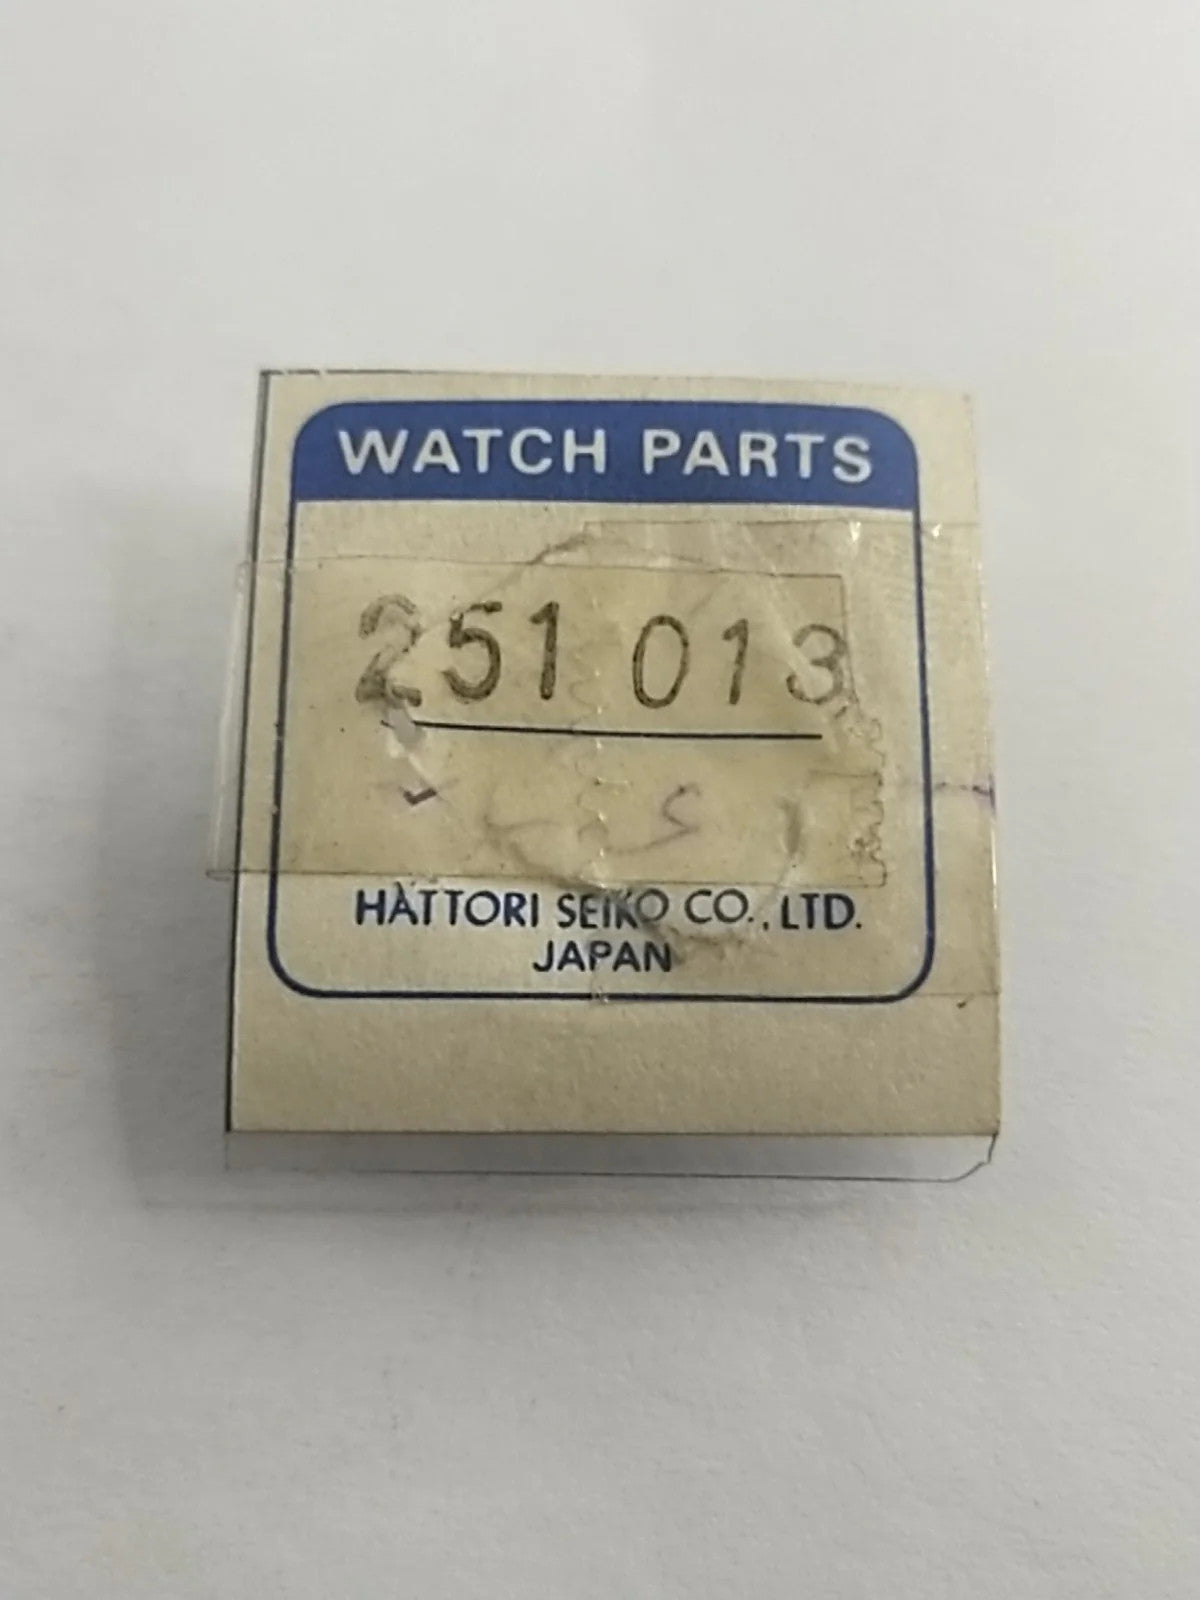 WATCH PARTS
251 013
HATTORI SEIKO CO., LTD.
JAPAN